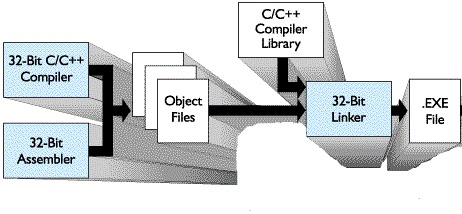 C/C++
Compiler
Library
32-Bit C/C++
Compiler
Object
Files
32-Bit
Linker
.EXE
File
32-Bit
Assembler